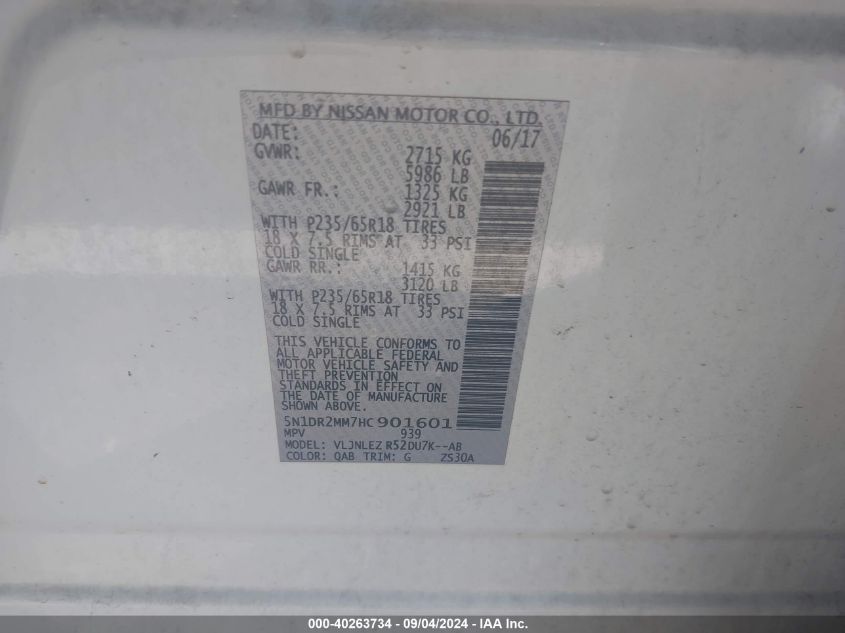 MFD BY NISSAN MOTOR CO., LTD.
DATE: 06/17
GVWR: 2715 KG
5986 LB
GAWR FR.: 1325 KG
2921 LB
WITH P235/65R18 TIRES
18 X 7.5 RIMS AT 33 PSI
COLD SINGLE
GAWR RR.: 1415 KG
3120 LB
WITH P235/65R18 TIRES
18 X 7.5 RIMS AT 33 PSI
COLD SINGLE
THIS VEHICLE CONFORMS TO
ALL APPLICABLE FEDERAL
MOTOR VEHICLE SAFETY AND
THEFT PREVENTION
STANDARDS IN EFFECT ON
THE DATE OF MANUFACTURE
SHOWN ABOVE.
5N1DR2MM7HC901601
MPV 939
MODEL: VLJNLEZ R52DU7K--AB
COLOR: QAB TRIM: G ZS30A
000-40263734 - 09/04/2024 - IAA Inc.